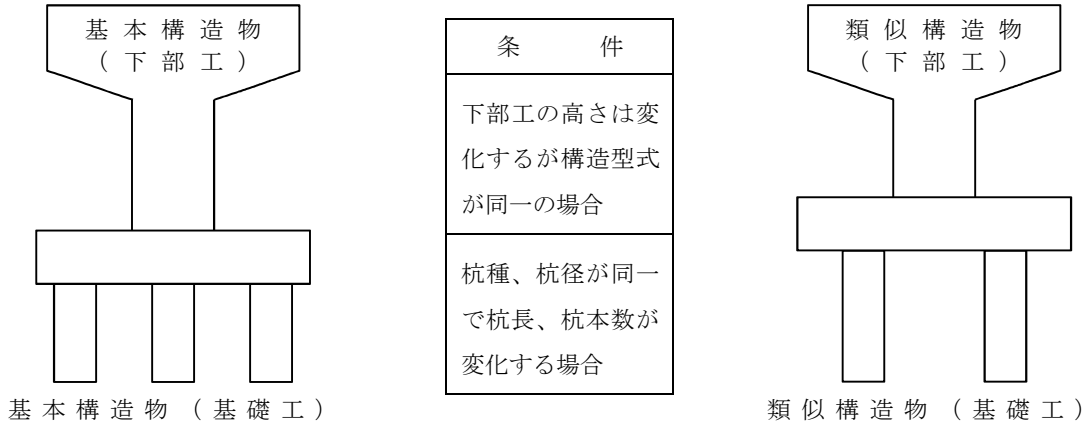 基本構造物
(下部工)
基本構造物(基礎工)
条件
下部工の高さは変
化するが構造型式
が同一の場合
杭種、杭径が同一
で杭長、杭本数が
変化する場合
類似構造物
(下部工)
類似構造物(基礎工)